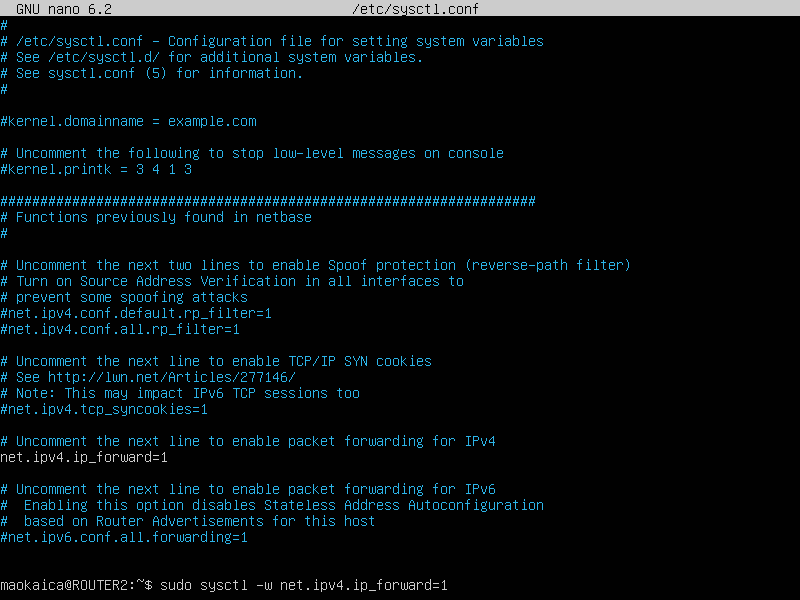 GNU nano 6.2 /etc/sysctl.conf
#
# /etc/sysctl.conf - Configuration file for setting system variables
# See /etc/sysctl.d/ for additional system variables.
# See sysctl.conf (5) for information.
#
#kernel.domainname = example.com
# Uncomment the following to stop low-level messages on console
#kernel.printk = 3 4 1 3
###################################################################
# Functions previously found in netbase
#
# Uncomment the next two lines to enable Spoof protection (reverse-path filter)
# Turn on Source Address Verification in all interfaces to
# prevent some spoofing attacks
#net.ipv4.conf.default.rp_filter=1
#net.ipv4.conf.all.rp_filter=1
# Uncomment the next line to enable TCP/IP SYN cookies
# See http://lwn.net/Articles/277146/
# Note: This may impact IPv6 TCP sessions too
#net.ipv4.tcp_syncookies=1
# Uncomment the next line to enable packet forwarding for IPv4
net.ipv4.ip_forward=1
# Uncomment the next line to enable packet forwarding for IPv6
#  Enabling this option disables Stateless Address Autoconfiguration
#  based on Router Advertisements for this host
#net.ipv6.conf.all.forwarding=1
maokaica@ROUTER2:~$ sudo sysctl -w net.ipv4.ip_forward=1